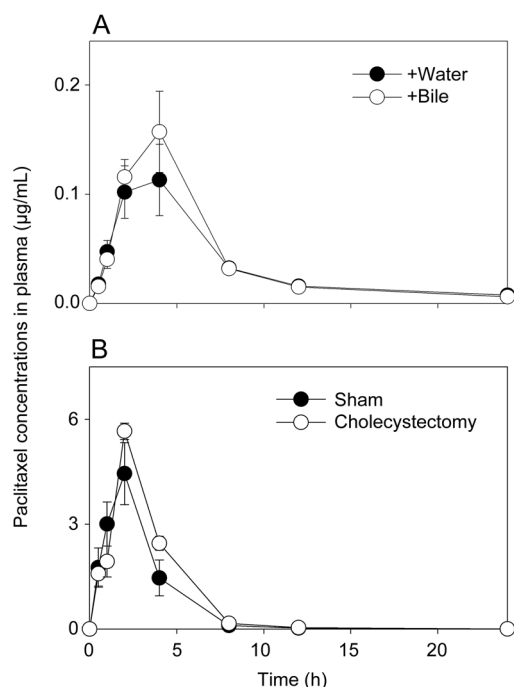 A
0.2
0.1
0.0
+Water
+Bile
Paclitaxel concentrations in plasma (µg/mL)
B
6
3
0
Sham
Cholecystectomy
0
5
10
15
20
Time (h)